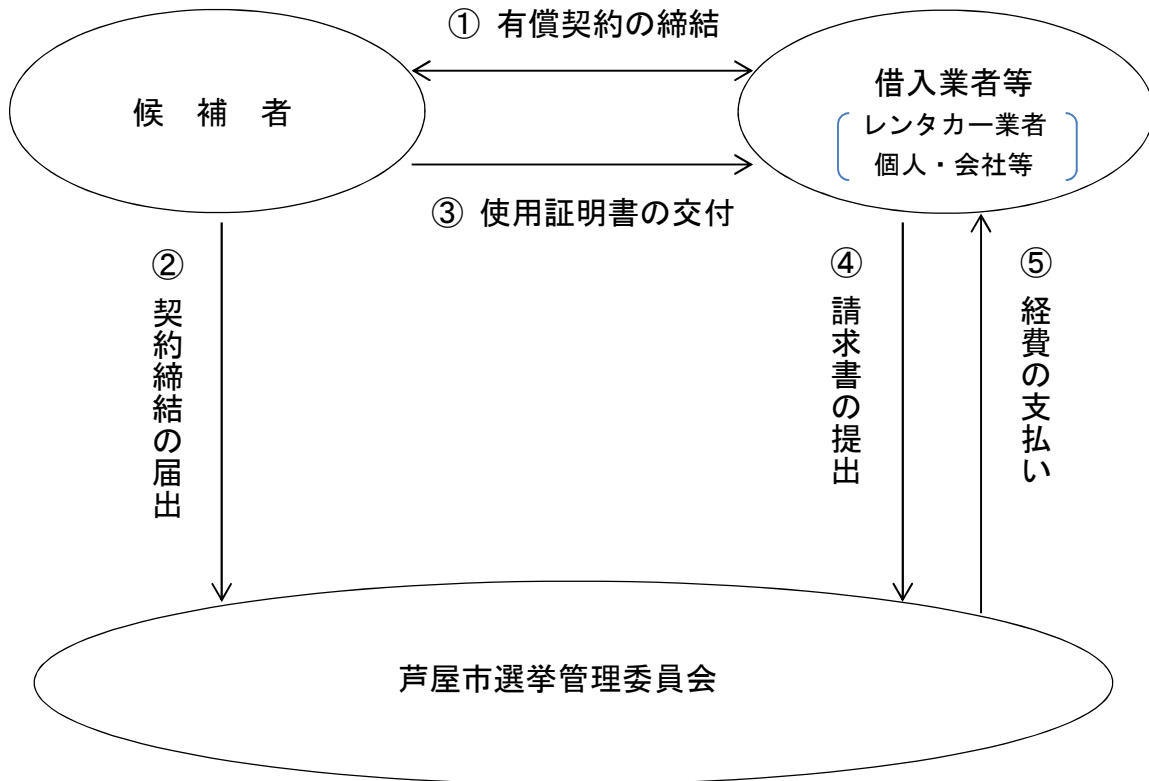 ① 有償契約の締結
候 補 者
借入業者等
レンタカー業者
個人・会社等
③ 使用証明書の交付
② 契約締結の届出
④ 請求書の提出
⑤ 経費の支払い
芦屋市選挙管理委員会